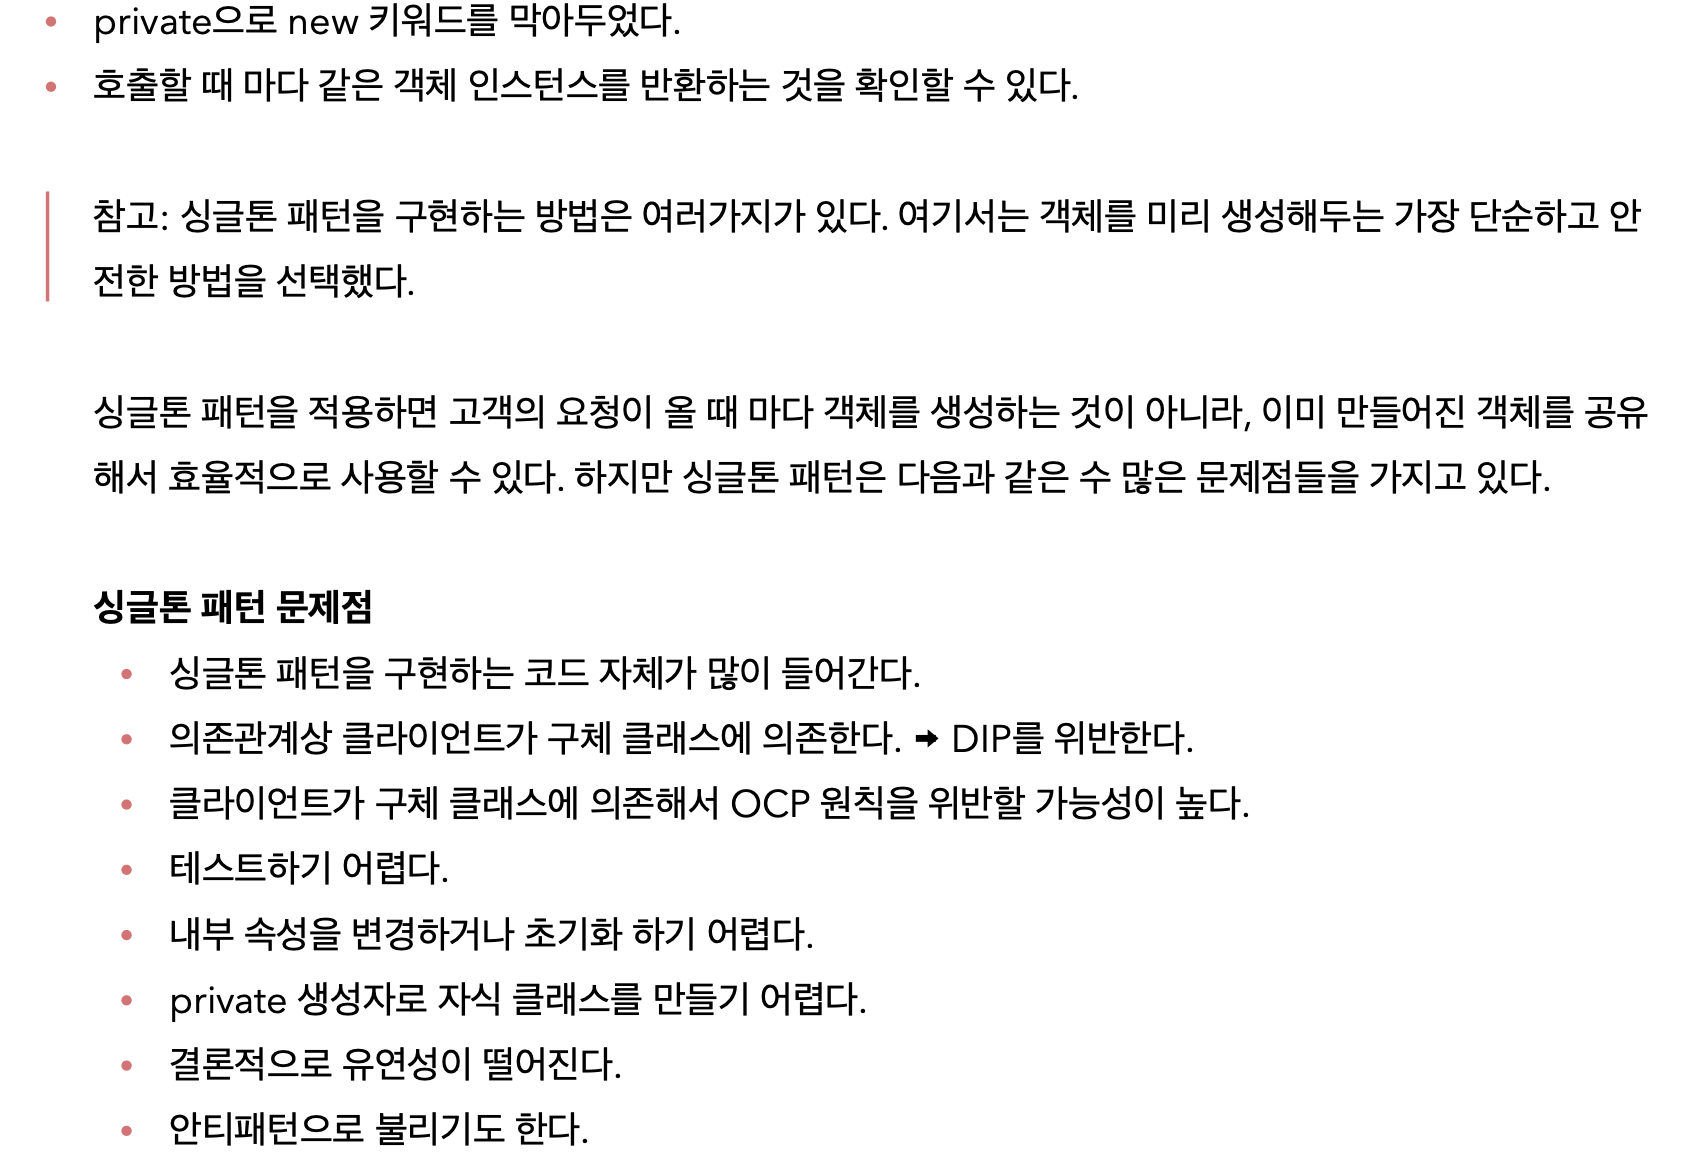 • private으로 new 키워드를 막아두었다.
• 호출할 때 마다 같은 객체 인스턴스를 반환하는 것을 확인할 수 있다.
참고: 싱글톤 패턴을 구현하는 방법은 여러가지가 있다. 여기서는 객체를 미리 생성해두는 가장 단순하고 안
전한 방법을 선택했다.
싱글톤 패턴을 적용하면 고객의 요청이 올 때 마다 객체를 생성하는 것이 아니라, 이미 만들어진 객체를 공유
해서 효율적으로 사용할 수 있다. 하지만 싱글톤 패턴은 다음과 같은 수 많은 문제점들을 가지고 있다.
싱글톤 패턴 문제점
• 싱글톤 패턴을 구현하는 코드 자체가 많이 들어간다.
• 의존관계상 클라이언트가 구체 클래스에 의존한다. ➡ DIP를 위반한다.
• 클라이언트가 구체 클래스에 의존해서 OCP 원칙을 위반할 가능성이 높다.
• 테스트하기 어렵다.
• 내부 속성을 변경하거나 초기화 하기 어렵다.
• private 생성자로 자식 클래스를 만들기 어렵다.
• 결론적으로 유연성이 떨어진다.
• 안티패턴으로 불리기도 한다.